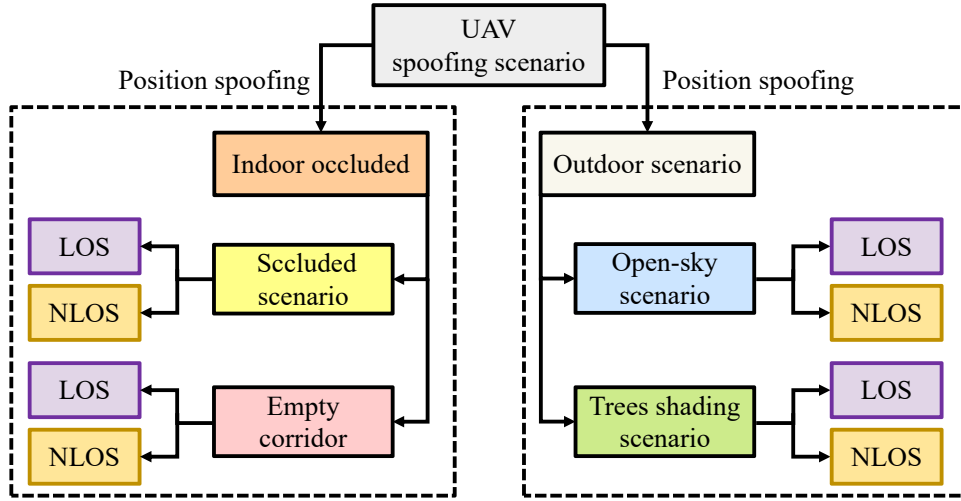 UAV
spoofing scenario
Position spoofing
Position spoofing
Indoor occluded
Outdoor scenario
LOS
NLOS
Sccluded
scenario
Open-sky
scenario
LOS
NLOS
LOS
NLOS
Empty
corridor
Trees shading
scenario
LOS
NLOS